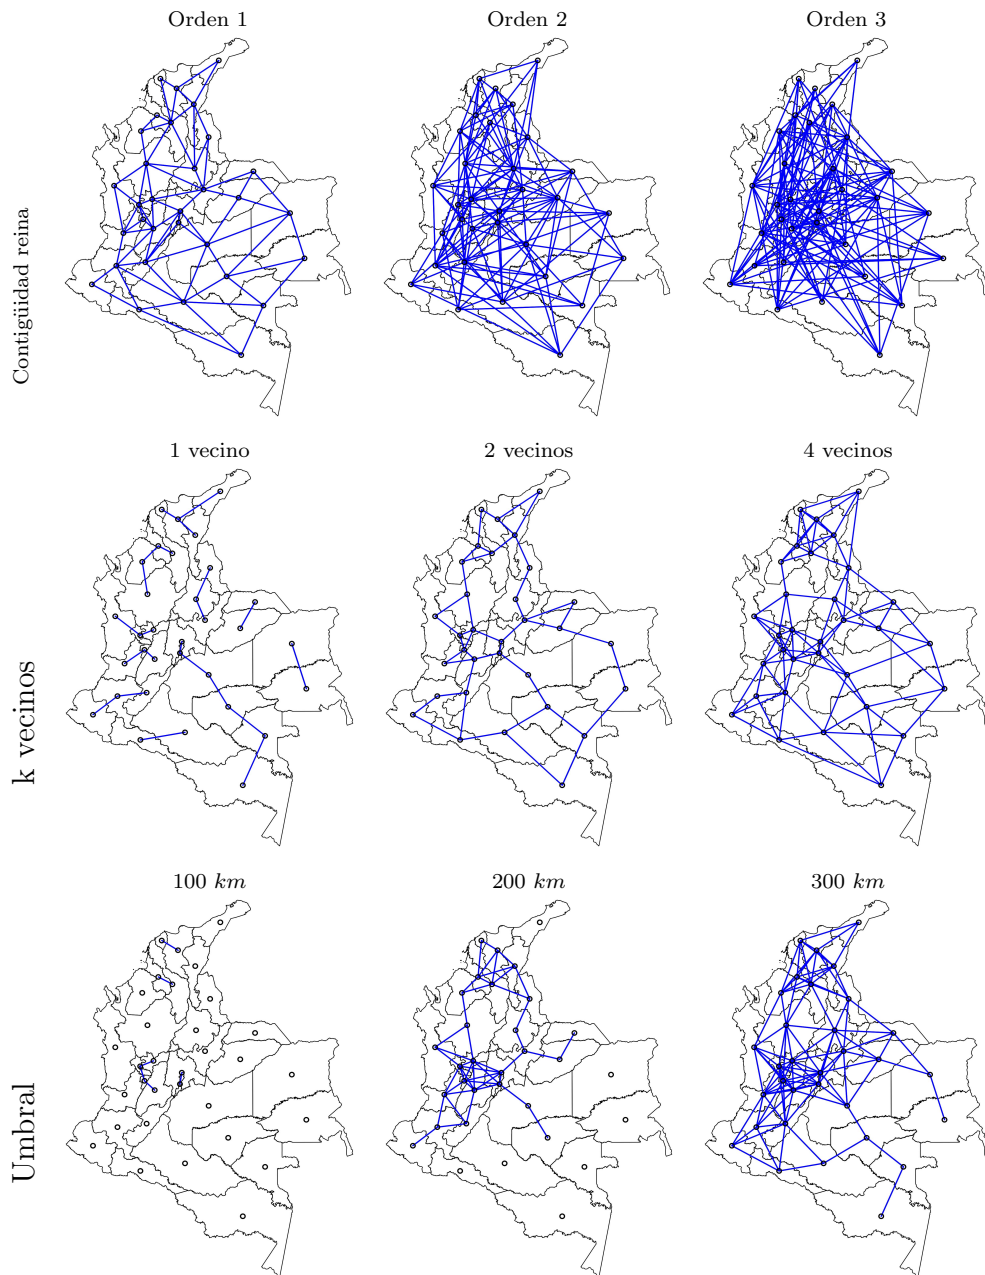 Orden 1
Orden 2
Orden 3
Contigüidad reina
1 vecino
2 vecinos
4 vecinos
k vecinos
100 km
200 km
300 km
Umbral